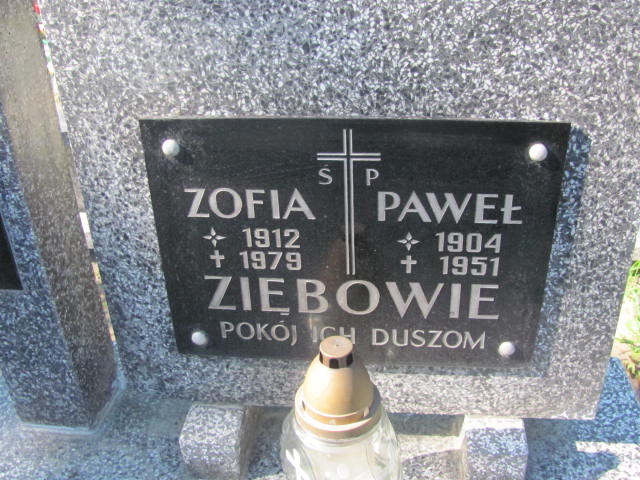 Ś P
ZOFIA PAWEŁ
1912 1904
1979 1951
ZIĘBOWIE
POKÓJ ICH DUSZOM